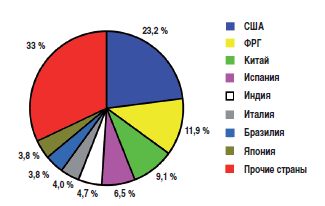 23,2 %
33 %
11,9 %
3,8 %
3,8 %
4,0 %
4,7 %
6,5 %
9,1 %
США
ФРГ
Китай
Испания
Индия
Италия
Бразилия
Япония
Прочие страны